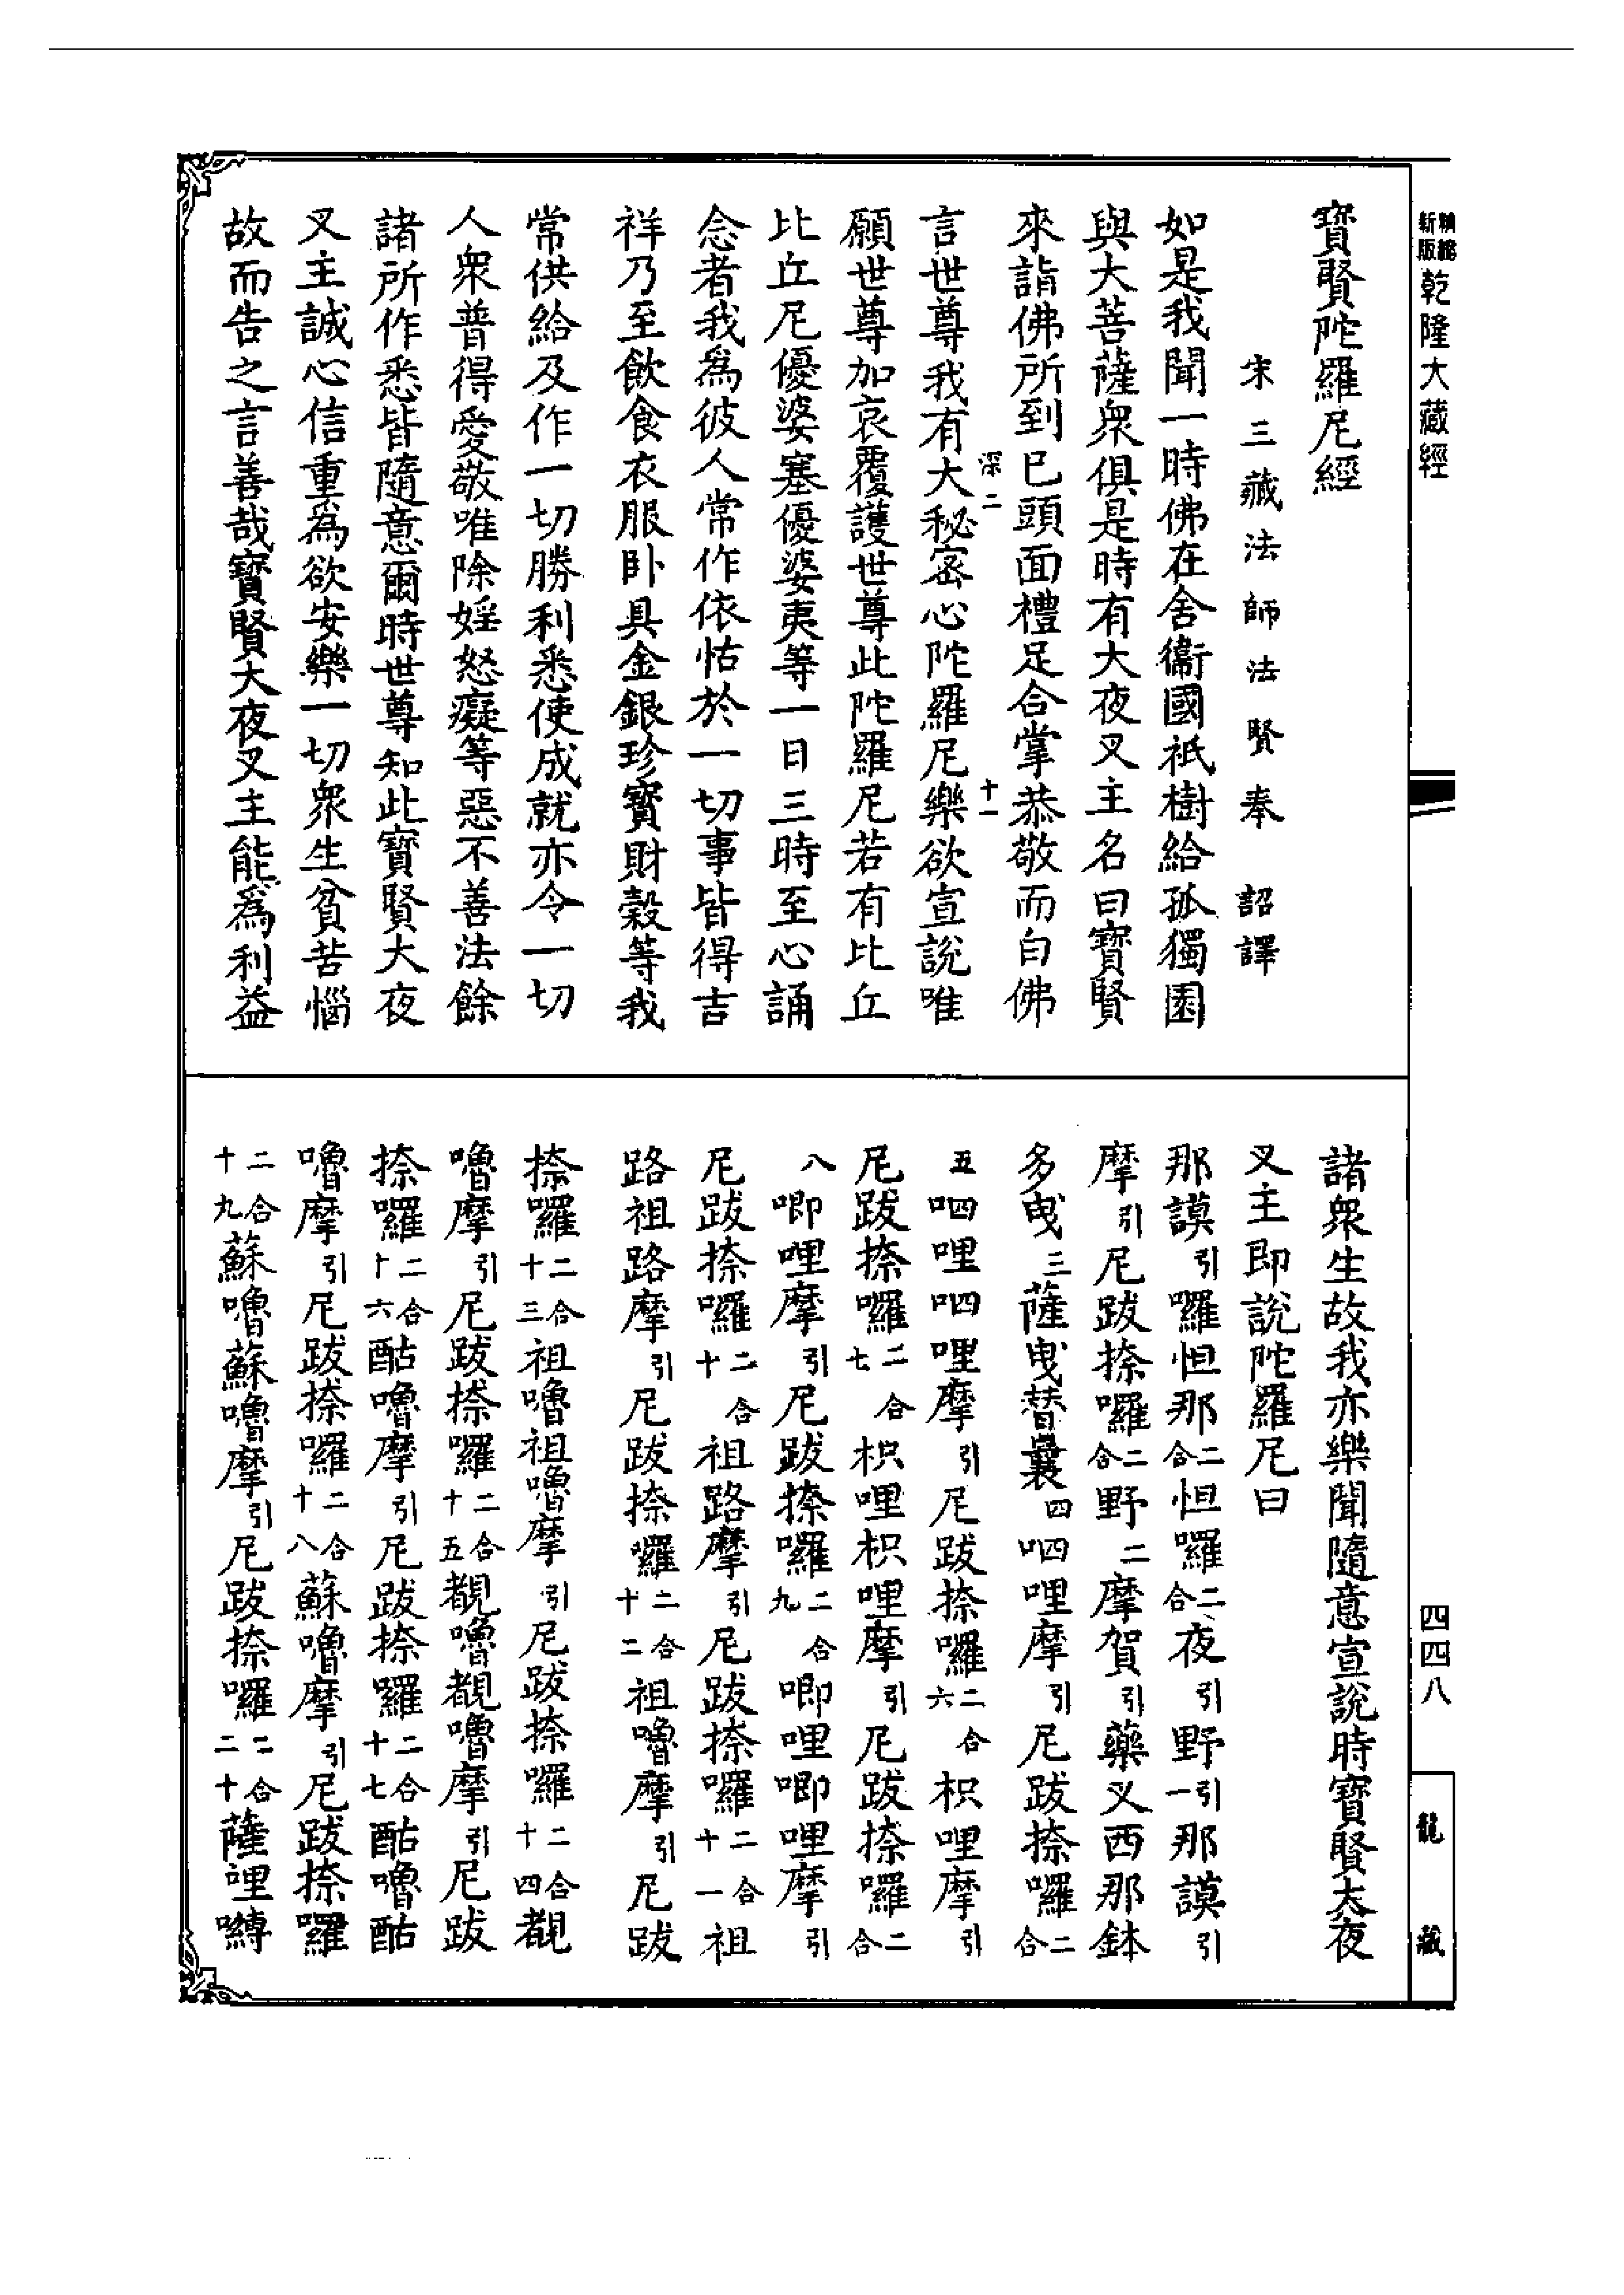 精縮新版乾隆大藏經
寶賢陀羅尼經
宋三藏法師法賢奉詔譯
如是我聞一時佛在舍衞國祇樹給孤獨園
與大菩薩衆俱是時有大夜叉主名曰寶賢
來詣佛所到已頭面禮足合掌恭敬而白佛
深二 十一
言世尊我有大秘密心陀羅尼樂欲宣說唯
願世尊加哀覆護世尊此陀羅尼若有比丘
比丘尼優婆塞優婆夷等一日三時至心誦
念者我爲彼人常作依怙於一切事皆得吉
祥乃至飲食衣服卧具金銀珍寶財穀等我
常供給及作一切勝利悉使成就亦令一切
人衆普得愛敬唯除婬怒癡等惡不善法餘
諸所作悉皆隨意爾時世尊知此寶賢大夜
叉主誠心信重為欲安樂一切衆生貧苦惱
故而告之言善哉寶賢大夜叉主能爲利益
諸衆生故我亦樂聞隨意宣說時寶賢大夜
叉主即說陀羅尼曰
那謨引囉怛那二合怛囉二合夜引野引一那謨引
摩引尼跋捺囉二合野二摩賀引藥叉西那鉢
多曳三薩曳替曩四呬哩摩引尼跋捺囉二合
五呬哩呬哩摩引尼跋捺囉二合六枳哩摩引
尼跋捺囉二合七枳哩枳哩摩引尼跋捺囉二合
八唧哩摩引尼跋捺囉二合九唧哩唧哩摩引
尼跋捺囉二合十祖路摩引尼跋捺囉二合十一祖
路祖路摩引尼跋捺囉二合十二祖嚕摩引尼跋
捺囉二合十三祖嚕祖嚕摩引尼跋捺囉二合十四覩
嚕摩引尼跋捺囉二合十五覩嚕覩嚕摩引尼跋
捺囉二合十六酤嚕摩引尼跋捺囉二合十七酤嚕酤
嚕摩引尼跋捺囉二合十八蘇嚕摩引尼跋捺囉
二合十九蘇嚕蘇嚕摩引尼跋捺囉二合二十薩哩嚩
四四八
龍藏